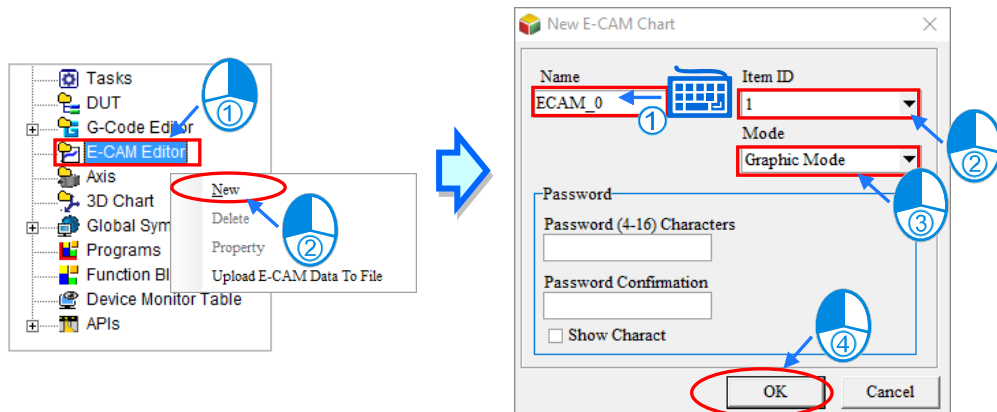 Tasks
DUT
G-Code Editor
E-CAM Editor
Axis
3D Chart
Global Sym
Programs
Function Bl
Device Monitor Table
APIs
①
New
Delete
Property
Upload E-CAM Data To File
②
New E-CAM Chart
Name
ECAM_0
①
Item ID
1
②
Mode
Graphic Mode
③
Password
Password (4-16) Characters
Password Confirmation
Show Charact
④
OK
Cancel